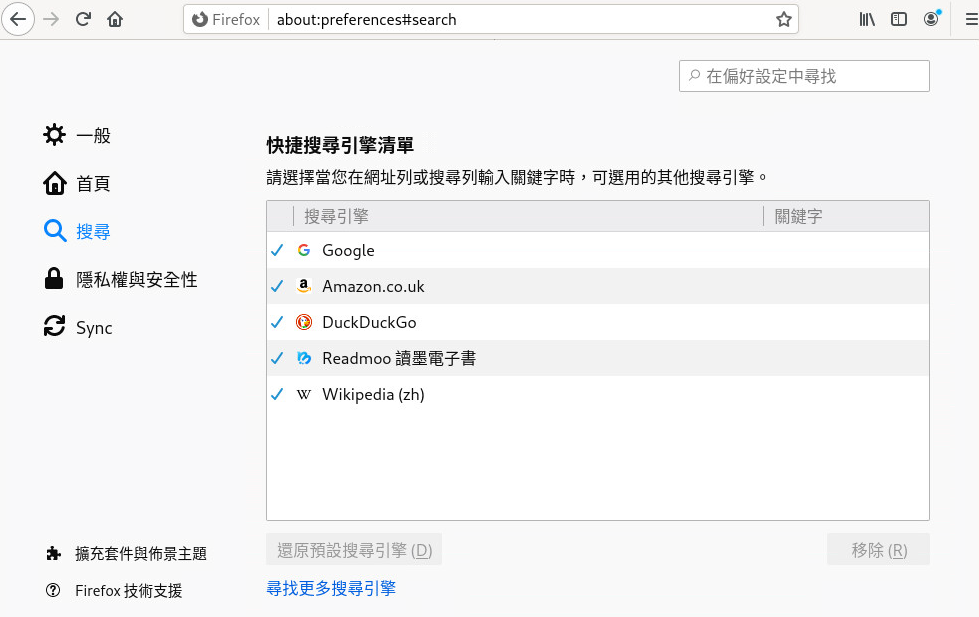 Firefox about:preferences#search
在偏好設定中尋找
一般
首頁
搜尋
隱私權與安全性
Sync
擴充套件與佈景主題
Firefox 技術支援
快捷搜尋引擎清單
請選擇當您在網址列或搜尋列輸入關鍵字時，可選用的其他搜尋引擎。
搜尋引擎 關鍵字
Google
Amazon.co.uk
DuckDuckGo
Readmoo 讀墨電子書
W Wikipedia (zh)
還原預設搜尋引擎 (D) 移除 (R)
尋找更多搜尋引擎